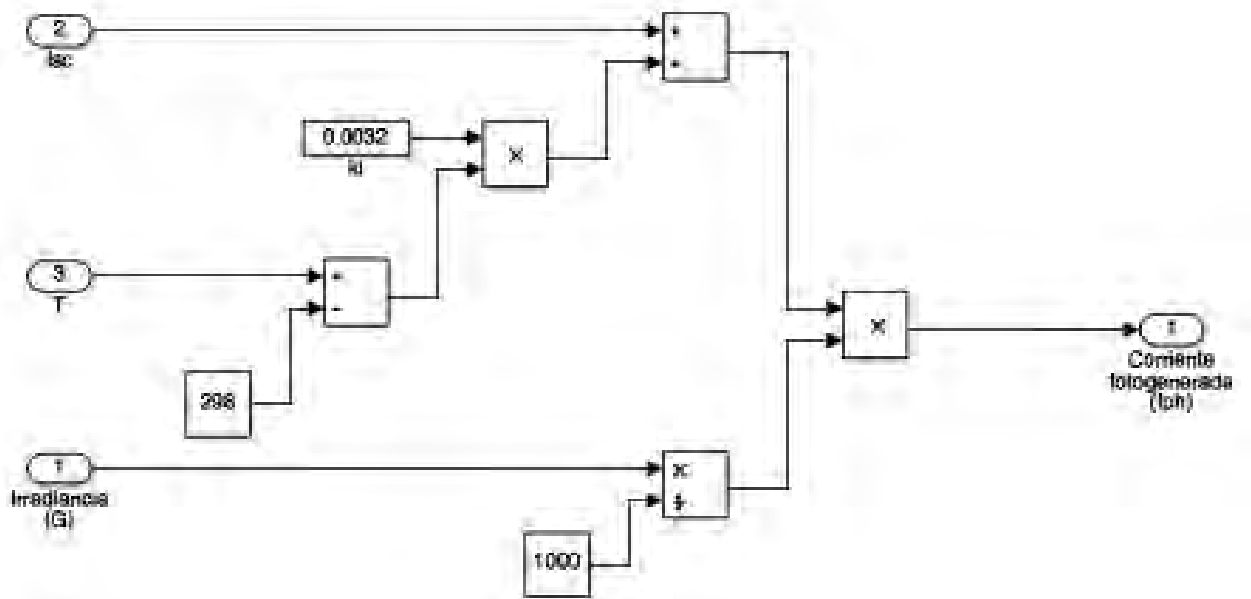 2
Isc
0.0032
ki
3
T
298
1
Irradiancia
(G)
1000
1
Corriente
fotogenerada
(Iph)